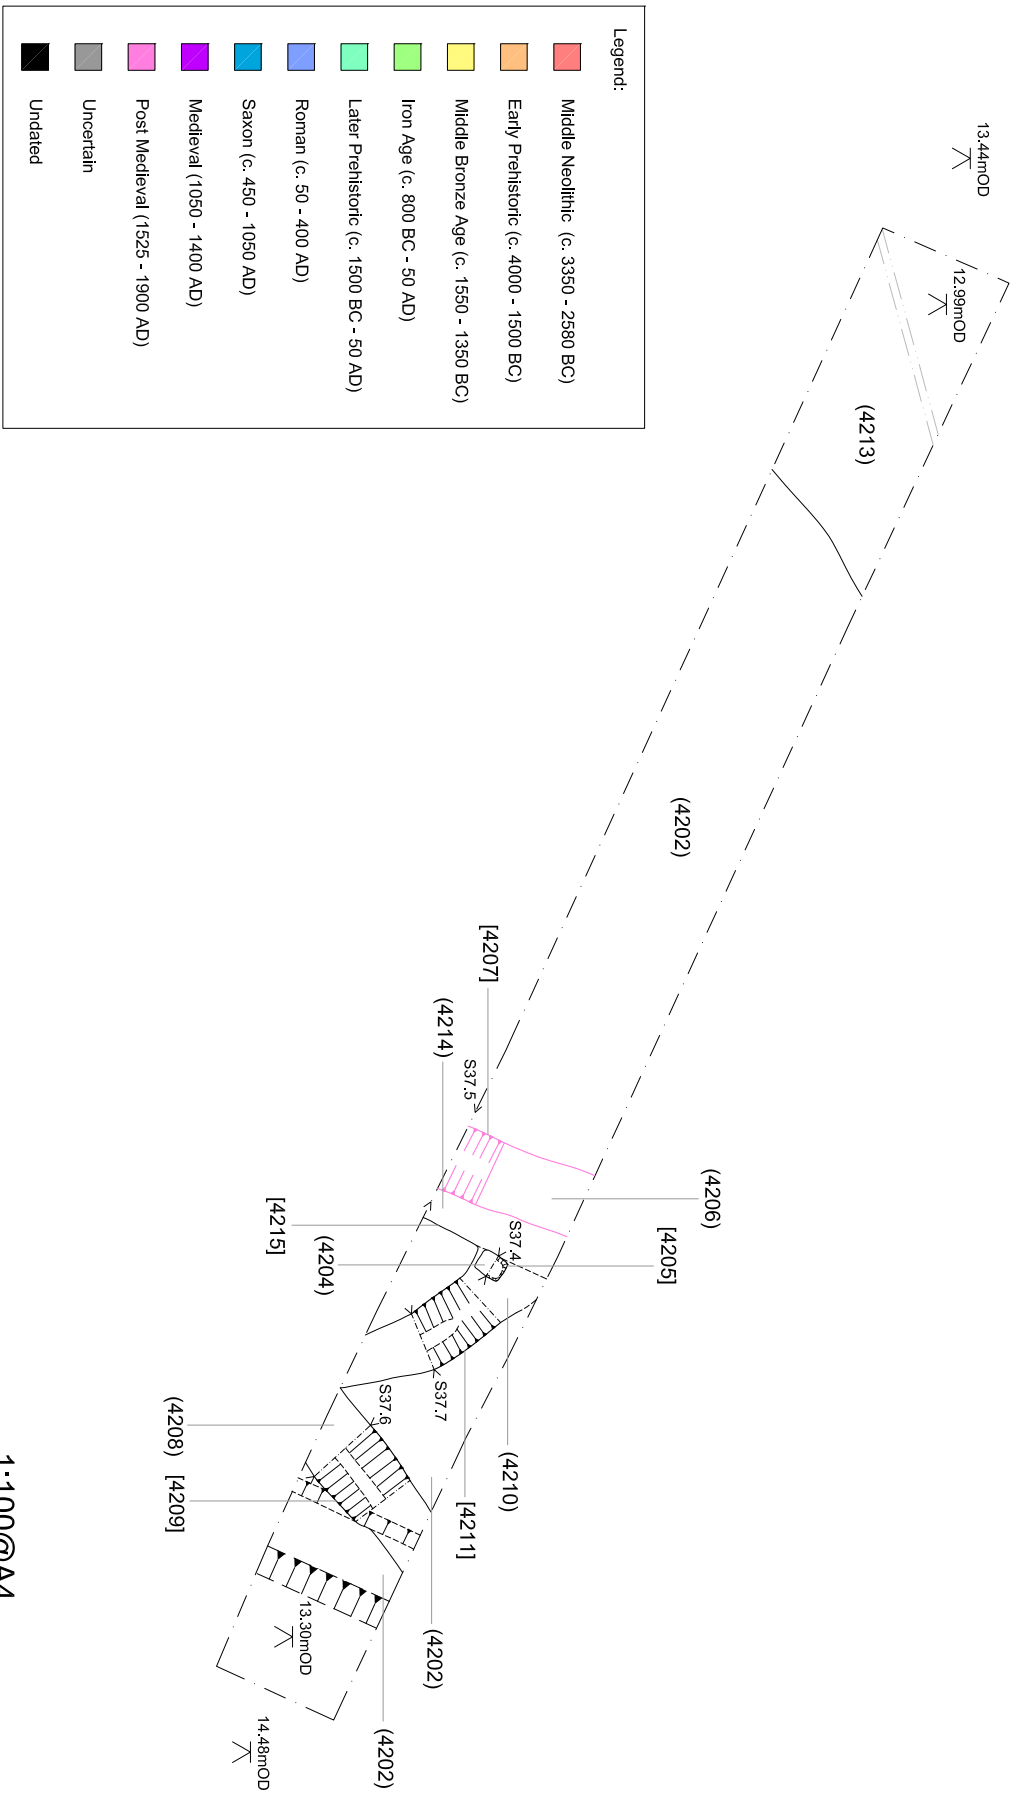 Legend:
Middle Neolithic (c. 3350 - 2580 BC)
Early Prehistoric (c. 4000 - 1500 BC)
Middle Bronze Age (c. 1550 - 1350 BC)
Iron Age (c. 800 BC - 50 AD)
Later Prehistoric (c. 1500 BC - 50 AD)
Roman (c. 50 - 400 AD)
Saxon (c. 450 - 1050 AD)
Medieval (1050 - 1400 AD)
Post Medieval (1525 - 1900 AD)
Uncertain
Undated
13.44mOD
12.99mOD
(4213)
(4202)
[4207]
(4214)
S37.5
(4206)
[4205]
S37.4
[4215]
(4204)
(4210)
[4211]
S37.7
S37.6
(4208)
[4209]
(4202)
(4202)
13.30mOD
14.48mOD
1:100@A4